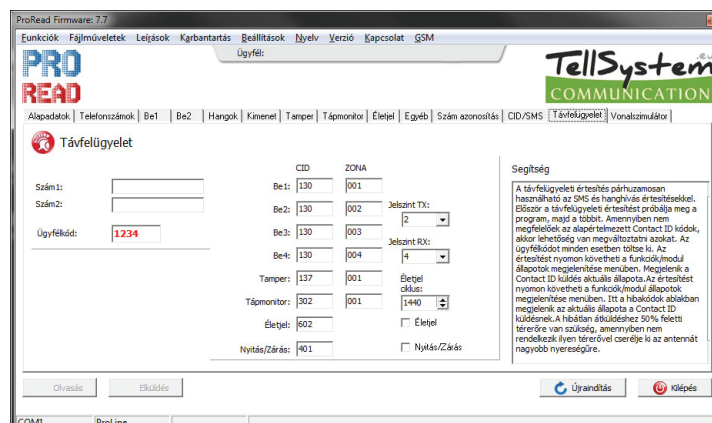 ProRead Firmware: 7.7
Funkciók Fájlműveletek Leírások Karbantartás Beállítások Nyelv Verzió Kapcsolat GSM
Ügyfél:
PRO
READ
TellSystem.eu
COMMUNICATION
Alapadatok Telefonszámok Be1 Be2 Hangok Kimenet Tamper Tápmonitor Életjel Egyéb Szám azonosítás CID/SMS Távfelügyelet Vonalszimulátor
Távfelügyelet
Szám1:
Szám2:
Ügyfélkód: 1234
CID ZONA
Be1: 130 001
Be2: 130 002
Be3: 130 003
Be4: 130 004
Tamper: 137 001
Tápmonitor: 302 001
Életjel: 602
Nyitás/Zárás: 401
Jelszint TX:
2
Jelszint RX:
4
Életjel
ciklus:
1440
Életjel
Nyitás/Zárás
Segítség
A távfelügyeleti értesítés párhuzamosan
használható az SMS és hanghívás értesítésekkel.
Először a távfelügyeleti értesítést próbálja meg a
program, majd a többit. Amennyiben nem
megfelelőek az alapértelmezett Contact ID kódok,
akkor lehetőség van megváltoztatni azokat. Az
ügyfélkódot minden esetben töltse ki. Az
értesítést nyomon követheti a funkciók/modul
állapotok megjelenítése menüben. Megjelenik a
Contact ID küldés aktuális állapota.Az értesítést
nyomon követheti a funkciók/modul állapotok
megjelenítése menüben. Itt a hibakódok ablakban
megjelenik az aktuális állapota a Contact ID
küldésnek.A hibátlan átküldéshez 50% feletti
térerőre van szükség, amennyiben nem
rendelkezik ilyen térerővel cserélje ki az antennát
nagyobb nyereségűre.
Olvasás Elküldés Újraindítás Kilépés
COM1 ProLine